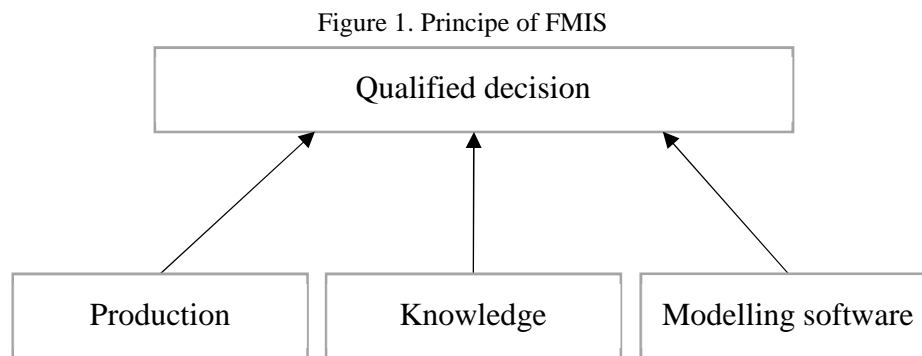 Figure 1. Principe of FMIS
Qualified decision
Production
Knowledge
Modelling software